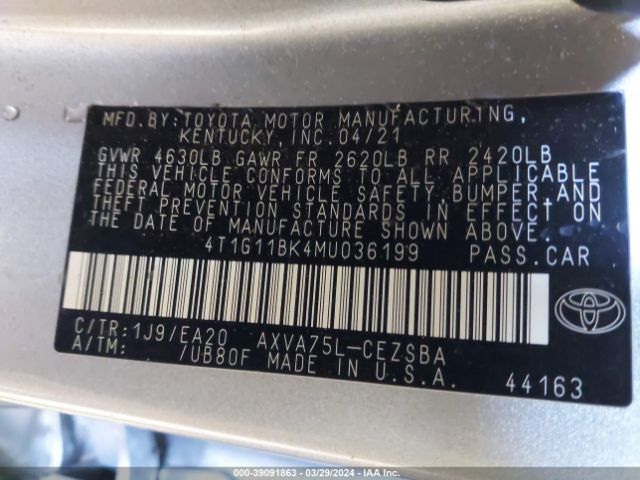 MFD.BY:TOYOTA MOTOR MANUFACTURING,
KENTUCKY,INC.04/21
GVWR 4630LB GAWR FR 2620LB RR 2420LB
THIS VEHICLE CONFORMS TO ALL APPLICABLE
FEDERAL MOTOR VEHICLE SAFETY,BUMPER AND
THEFT PREVENTION STANDARDS IN EFFECT ON
THE DATE OF MANUFACTURE SHOWN ABOVE.
4T1G11BK4MU036199 PASS.CAR
C/TR:1J9/EA20 AXVA75L-CEZSBA
A/TM: /UB80F MADE IN U.S.A.
44163
TOYOTA
000-39091863 / 03/29/2024 - IAA Inc.